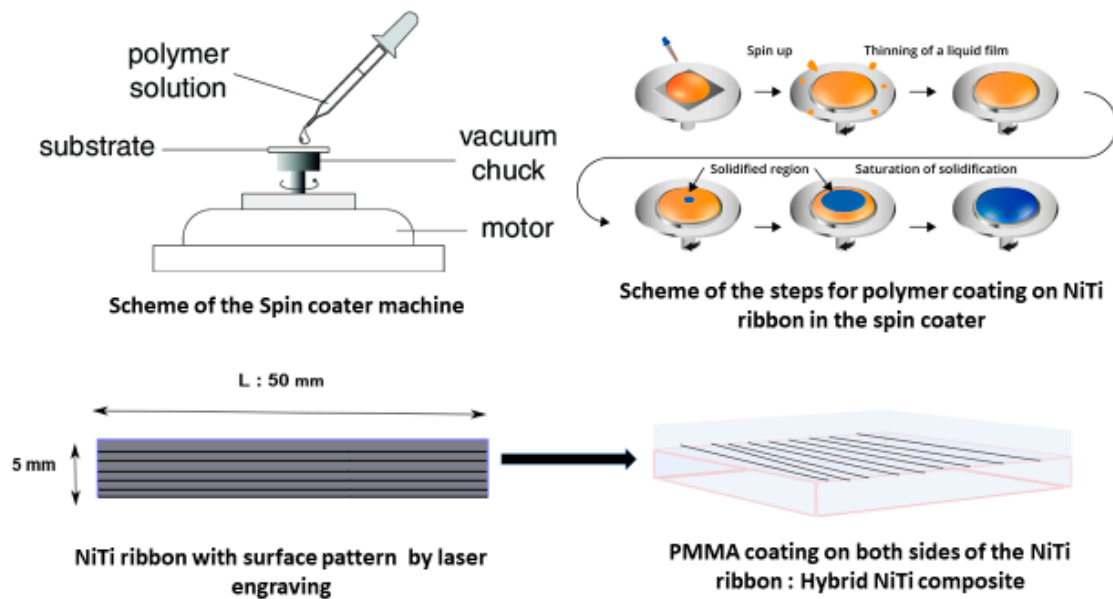 polymer
solution
substrate
vacuum
chuck
motor
Scheme of the Spin coater machine
Spin up
Thinning of a liquid film
Solidified region
Saturation of solidification
Scheme of the steps for polymer coating on NiTi
ribbon in the spin coater
L : 50 mm
5 mm
NiTi ribbon with surface pattern by laser
engraving
PMMA coating on both sides of the NiTi
ribbon : Hybrid NiTi composite